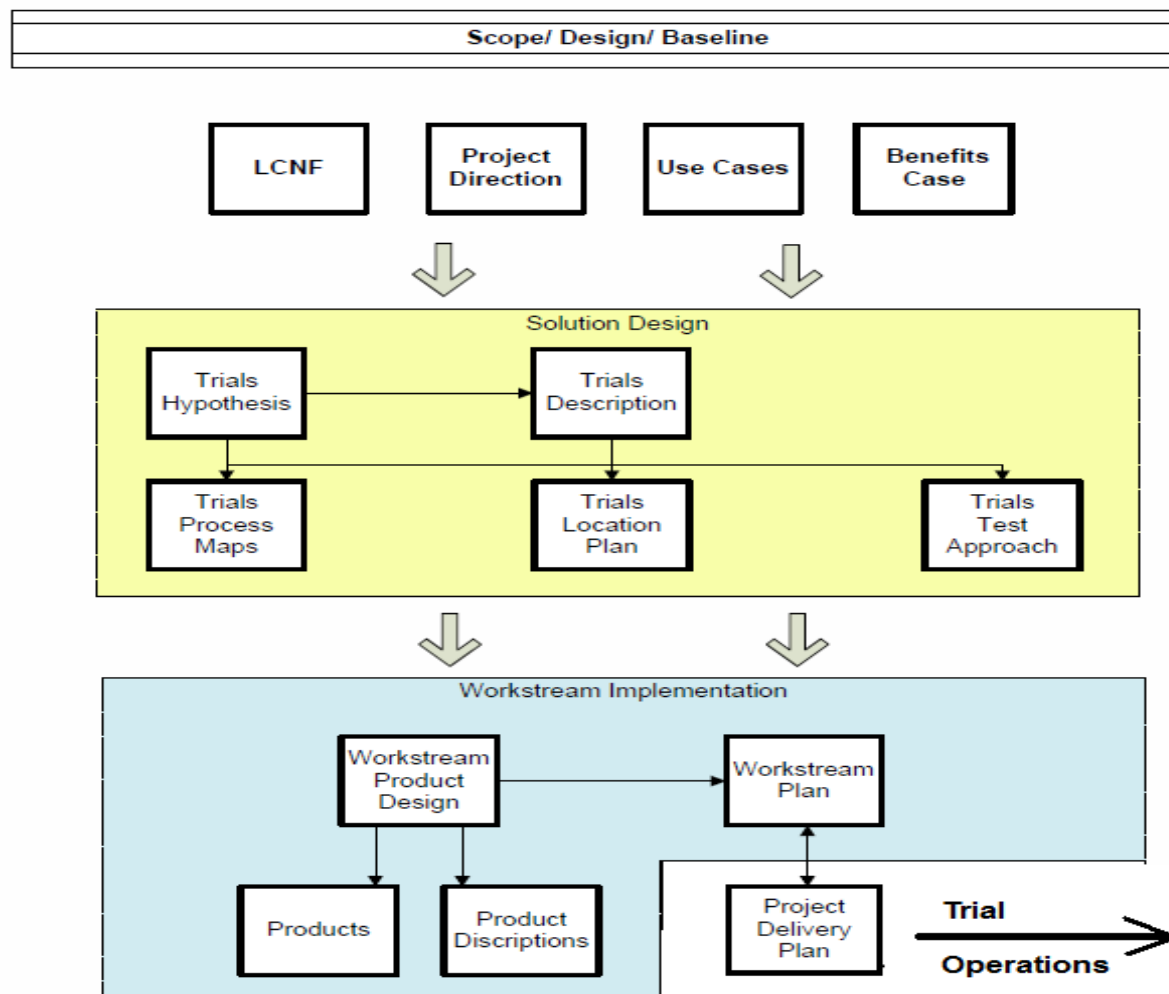 Scope/ Design/ Baseline
LCNF
Project
Direction
Use Cases
Benefits
Case
Solution Design
Trials
Hypothesis
Trials
Description
Trials
Process
Maps
Trials
Location
Plan
Trials
Test
Approach
Workstream Implementation
Workstream
Product
Design
Workstream
Plan
Products
Product
Discriptions
Project
Delivery
Plan
Trial
Operations